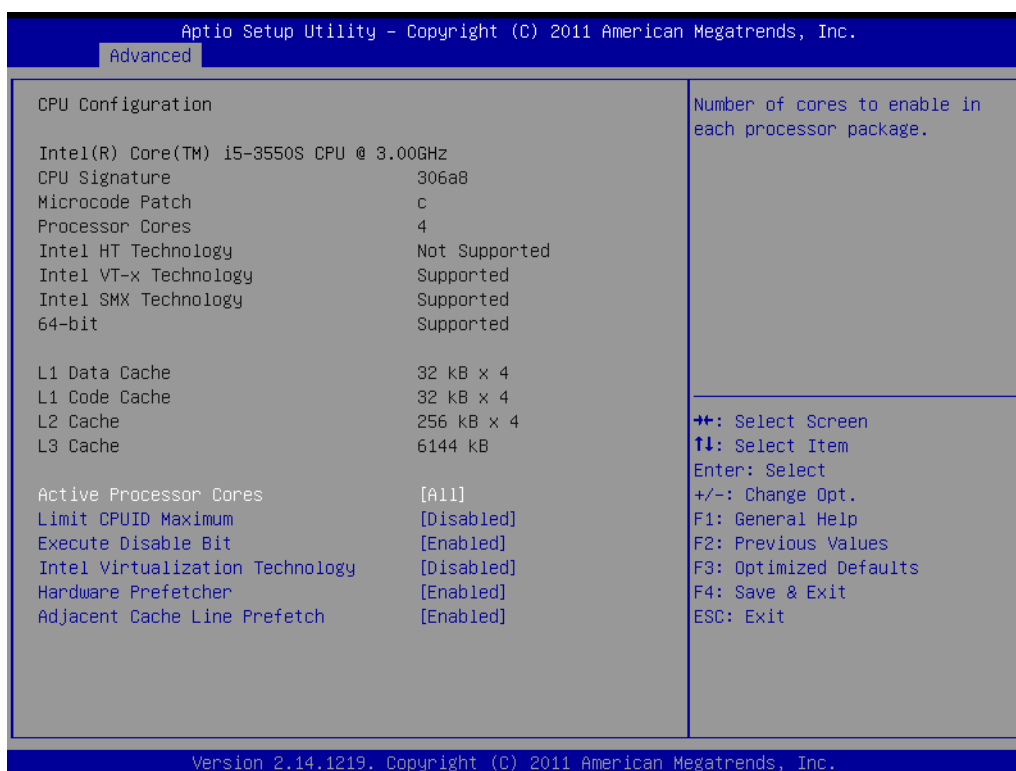 Aptio Setup Utility – Copyright (C) 2011 American Megatrends, Inc.
Advanced
CPU Configuration
Intel(R) Core(TM) i5-3550S CPU @ 3.00GHz
CPU Signature 306a8
Microcode Patch c
Processor Cores 4
Intel HT Technology Not Supported
Intel VT-x Technology Supported
Intel SMX Technology Supported
64-bit Supported
L1 Data Cache 32 kB x 4
L1 Code Cache 32 kB x 4
L2 Cache 256 kB x 4
L3 Cache 6144 kB
Active Processor Cores [All]
Limit CPUID Maximum [Disabled]
Execute Disable Bit [Enabled]
Intel Virtualization Technology [Disabled]
Hardware Prefetcher [Enabled]
Adjacent Cache Line Prefetch [Enabled]
Number of cores to enable in
each processor package.
→←: Select Screen
↑↓: Select Item
Enter: Select
+/-: Change Opt.
F1: General Help
F2: Previous Values
F3: Optimized Defaults
F4: Save & Exit
ESC: Exit
Version 2.14.1219. Copyright (C) 2011 American Megatrends, Inc.